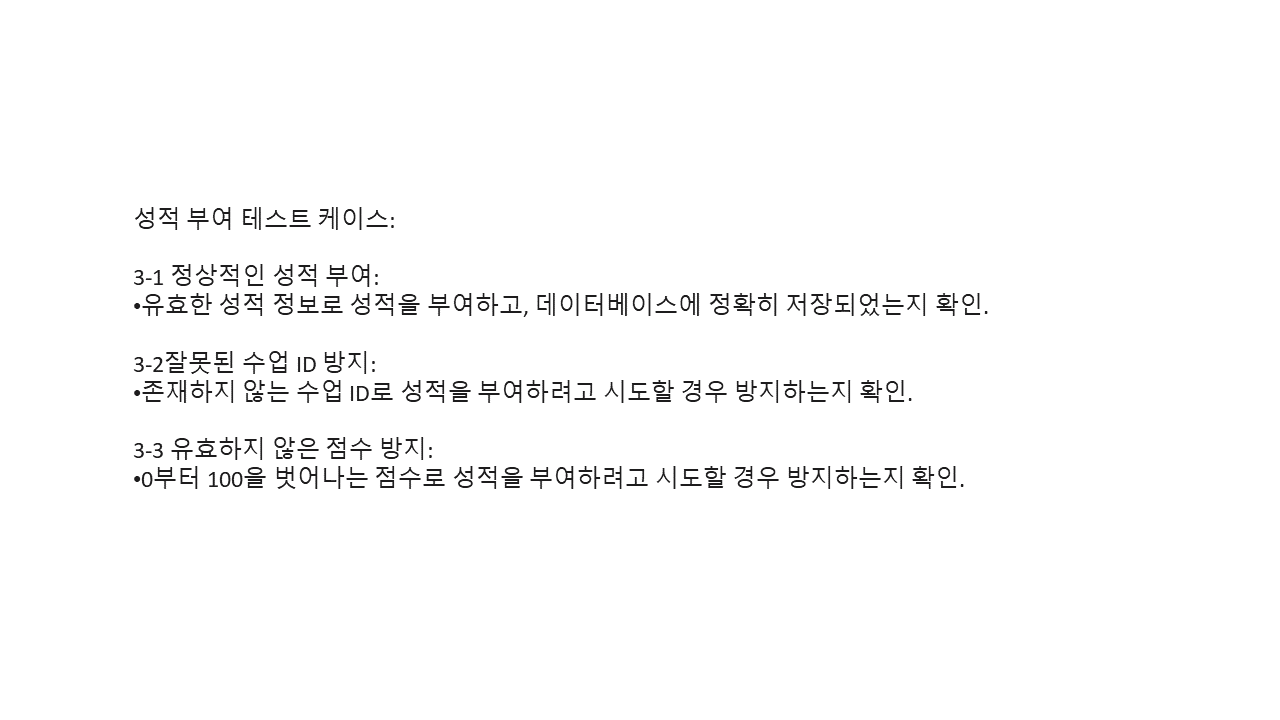 성적 부여 테스트 케이스:
3-1 정상적인 성적 부여:
•유효한 성적 정보로 성적을 부여하고, 데이터베이스에 정확히 저장되었는지 확인.
3-2잘못된 수업 ID 방지:
•존재하지 않는 수업 ID로 성적을 부여하려고 시도할 경우 방지하는지 확인.
3-3 유효하지 않은 점수 방지:
•0부터 100을 벗어나는 점수로 성적을 부여하려고 시도할 경우 방지하는지 확인.